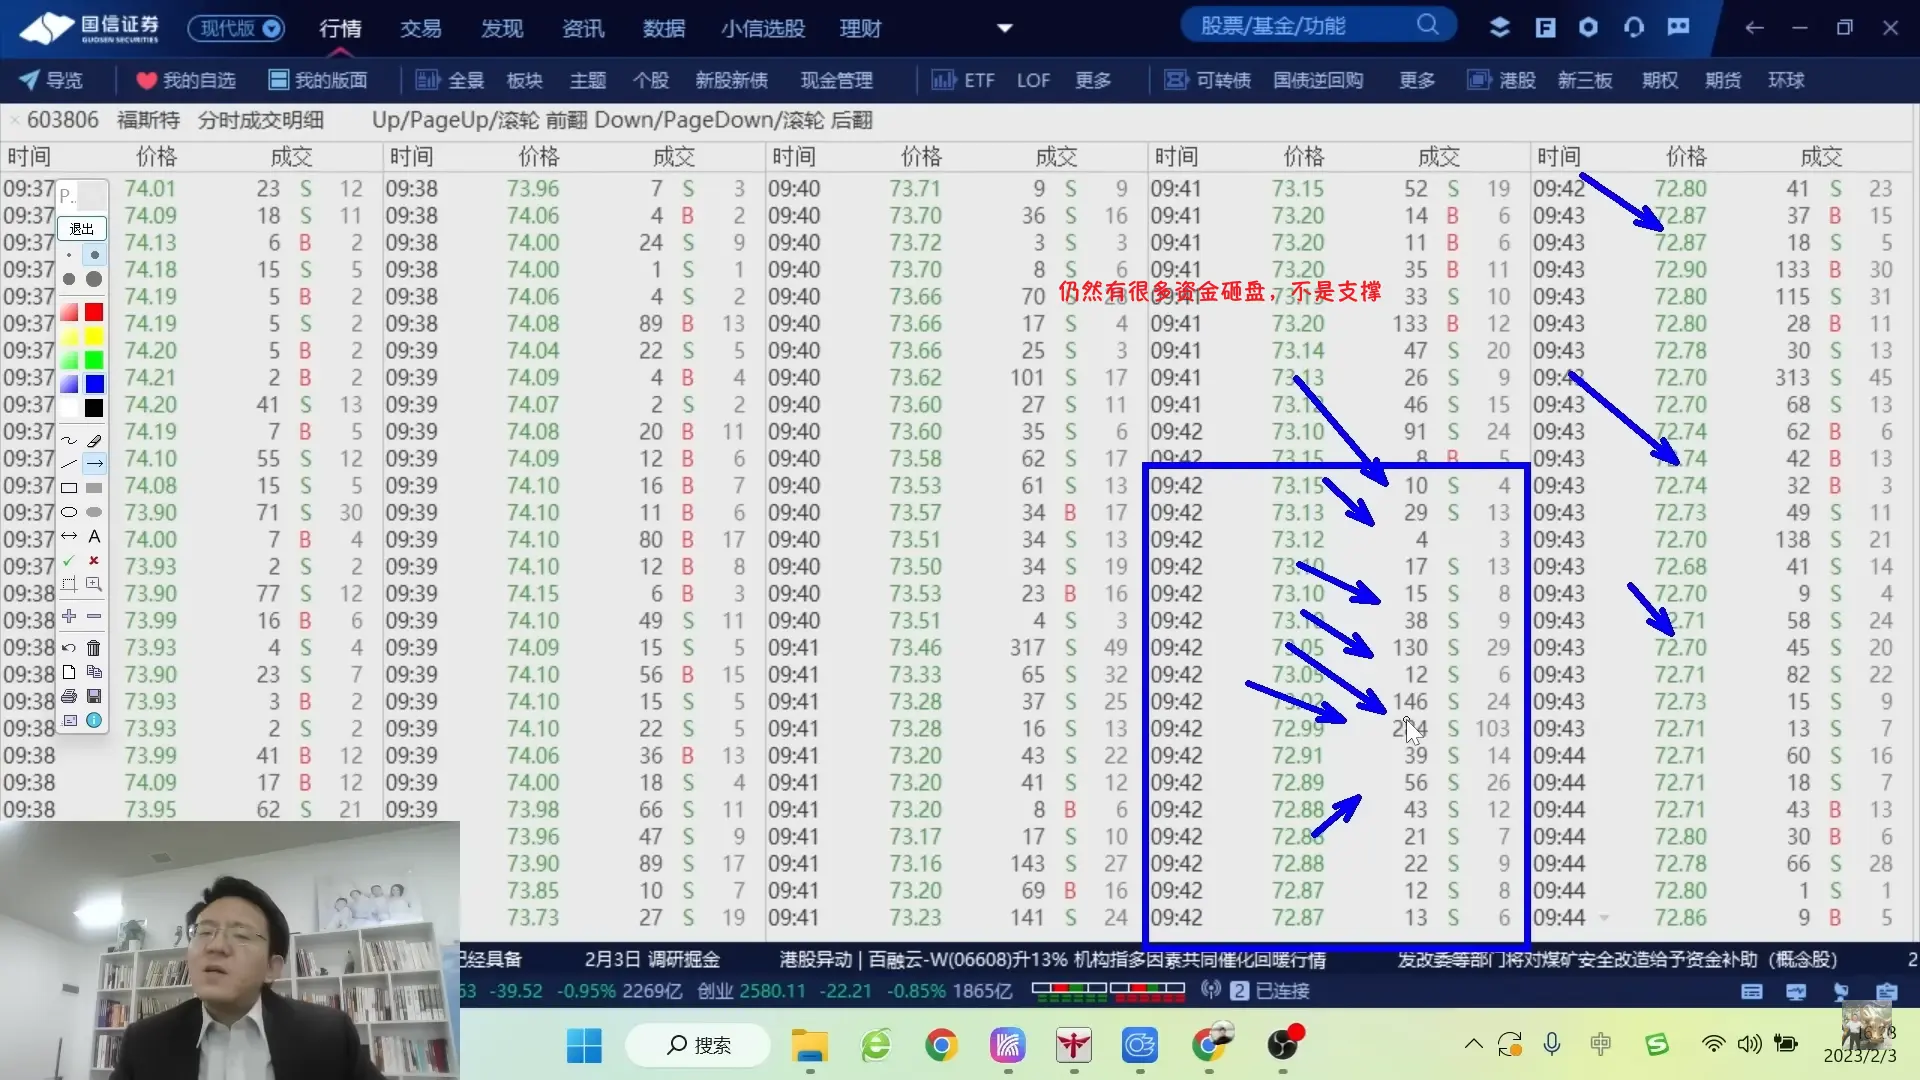 国信证券
GUOSEN SECURITIES
现代版 行情 交易 发现 资讯 数据 小信选股 理财 股票/基金/功能
导览 我的自选 我的版面 全景 板块 主题 个股 新股新债 现金管理 ETF LOF 更多 可转债 国债逆回购 更多 港股 新三板 期权 期货 环球
603806 福斯特 分时成交明细 Up/PageUp/滚轮 前翻 Down/PageDown/滚轮 后翻
时间 价格 成交 时间 价格 成交 时间 价格 成交 时间 价格 成交 时间 价格 成交
09:37 74.01 23 S 12 09:38 73.96 7 S 3 09:40 73.71 9 S 9 09:41 73.15 52 S 19 09:42 72.80 41 S 23
09:37 74.09 18 S 11 09:38 74.06 4 B 2 09:40 73.70 36 S 16 09:41 73.20 14 B 6 09:43 72.87 37 B 15
09:37 74.13 6 B 2 09:38 74.00 24 S 9 09:40 73.72 3 S 3 09:41 73.20 11 B 6 09:43 72.87 18 S 5
09:37 74.18 15 S 5 09:38 74.00 1 S 1 09:40 73.70 8 S 6 09:41 73.20 35 B 11 09:43 72.90 133 B 30
09:37 74.19 5 B 2 09:38 74.06 4 S 2 09:40 73.66 70 09:41 33 S 10 09:43 72.80 115 S 31
仍然有很多资金砸盘，不是支撑
09:37 74.19 5 S 2 09:38 74.08 89 B 13 09:40 73.66 17 S 4 09:41 73.20 133 B 12 09:43 72.80 28 B 11
09:37 74.20 5 B 2 09:39 74.04 22 S 5 09:40 73.66 25 S 3 09:41 73.14 47 S 20 09:43 72.78 30 S 13
09:37 74.21 2 B 2 09:39 74.09 4 B 4 09:40 73.62 101 S 17 09:41 73.13 26 S 9 09:43 72.70 313 S 45
09:37 74.20 41 S 13 09:39 74.07 2 S 2 09:40 73.60 27 S 11 09:41 46 S 15 09:43 72.70 68 S 13
09:37 74.19 7 B 5 09:39 74.08 20 B 11 09:40 73.60 35 S 6 09:42 73.10 91 S 24 09:43 72.74 62 B 6
09:37 74.10 55 S 12 09:39 74.09 12 B 6 09:40 73.58 62 S 17 09:42 73.15 8 B 5 09:43 72.74 42 B 13
09:37 74.08 15 S 5 09:39 74.10 16 B 7 09:40 73.53 61 S 13 09:42 73.15 10 S 4 09:43 72.74 32 B 3
09:37 73.90 71 S 30 09:39 74.10 11 B 6 09:40 73.57 34 B 17 09:42 73.13 29 S 13 09:43 72.73 49 S 11
09:37 74.00 7 B 4 09:39 74.10 80 B 17 09:40 73.51 34 S 13 09:42 73.12 4 3 09:43 72.70 138 S 21
09:37 73.93 2 S 2 09:39 74.10 12 B 8 09:40 73.50 34 S 19 09:42 73.10 17 S 13 09:43 72.68 41 S 14
09:38 73.90 77 S 12 09:39 74.15 6 B 3 09:40 73.53 23 B 16 09:42 73.10 15 S 8 09:43 72.70 9 S 4
09:38 73.99 16 B 6 09:39 74.10 49 S 11 09:40 73.51 4 S 3 09:42 38 S 9 09:43 72.71 58 S 24
09:38 73.93 4 S 4 09:39 74.09 15 S 5 09:41 73.46 317 S 49 09:42 73.05 130 S 29 09:43 72.70 45 S 20
09:38 73.90 23 S 7 09:39 74.10 56 B 15 09:41 73.33 65 S 32 09:42 73.05 12 S 6 09:43 72.71 82 S 22
09:38 73.93 3 B 2 09:39 74.10 15 S 5 09:41 73.28 37 S 25 09:42 146 S 24 09:43 72.73 15 S 9
09:38 73.93 2 S 2 09:39 74.10 22 S 5 09:41 73.28 16 S 13 09:42 72.99 S 103 09:43 72.71 13 S 7
09:38 73.99 41 B 12 09:39 74.06 36 B 13 09:41 73.20 43 S 22 09:42 72.91 39 S 14 09:44 72.71 60 S 16
09:38 74.09 17 B 12 09:39 74.00 18 S 4 09:41 73.20 41 S 12 09:42 72.89 56 S 26 09:44 72.71 18 S 7
09:38 73.95 62 S 21 09:39 73.98 66 S 11 09:41 73.20 8 B 6 09:42 72.88 43 S 12 09:44 72.71 43 B 13
73.96 47 S 9 09:41 73.17 17 S 10 09:42 72.88 21 S 7 09:44 72.80 30 B 6
73.90 89 S 17 09:41 73.16 143 S 27 09:42 72.88 22 S 9 09:44 72.78 66 S 28
73.85 10 S 7 09:41 73.20 69 B 16 09:42 72.87 12 S 8 09:44 72.80 1 S 1
73.73 27 S 19 09:41 73.23 141 S 24 09:42 72.87 13 S 6 09:44 72.86 9 B 5
P..
退出
A
已经具备 2月3日 调研掘金 港股异动 | 百融云-W(06608)升13% 机构指多因素共同催化回暖行情 发改委等部门将对煤矿安全改造给予资金补助（概念股） 2
63 -39.52 -0.95% 2269亿 创业 2580.11 -22.21 -0.85% 1865亿 2 已连接
搜索 中
2023/2/3